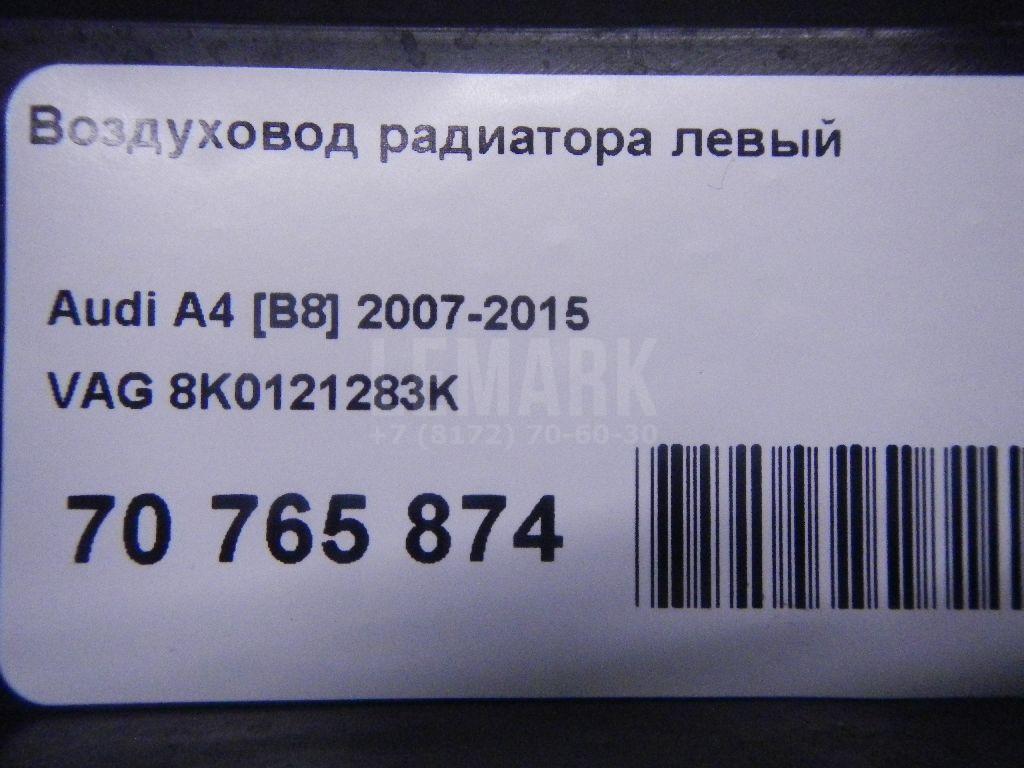 Воздуховод радиатора левый
Audi A4 [B8] 2007-2015
VAG 8K0121283K
LEMARK
+7 (8172) 70-60-30
70 765 874